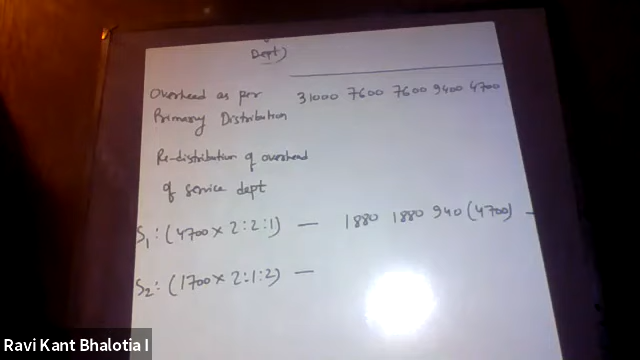 Dept)
Overhead as per 31000 7600 7600 9400 4700
Primary Distribution
Re-distribution of overhead
of service dept
S1: (4700 x 2:2:1) — 1880 1880 940 (4700) -
S2: (1700 x 2:1:2) —
Ravi Kant Bhalotia I